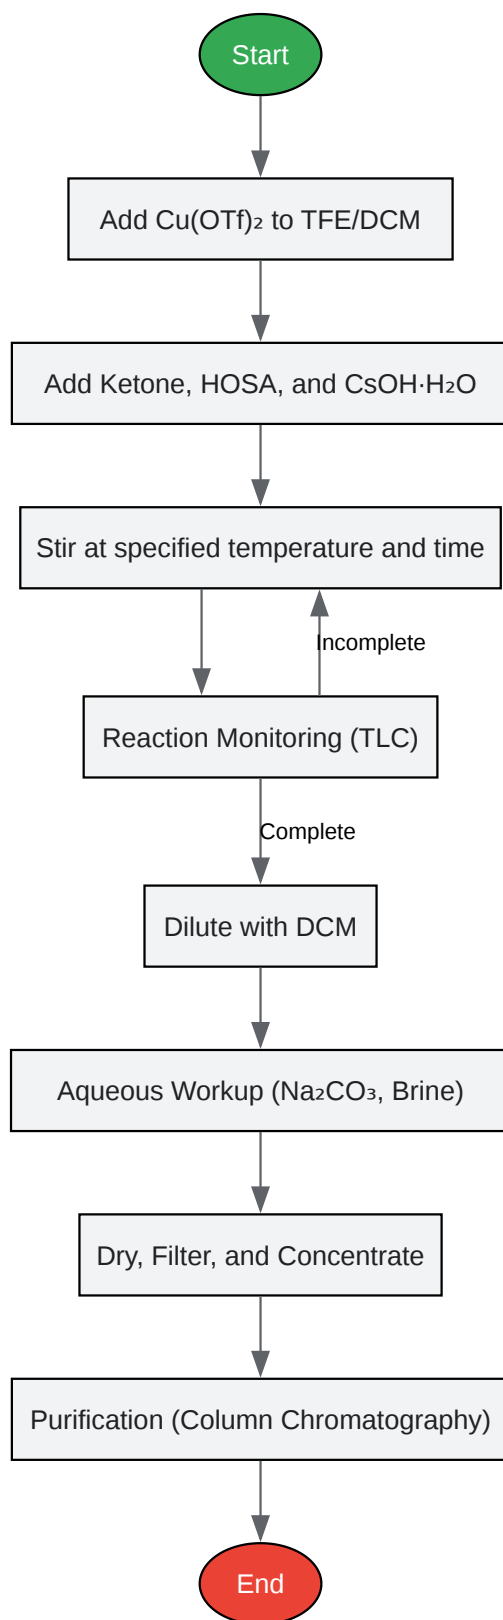 Start
Add Cu(OTf)₂ to TFE/DCM
Add Ketone, HOSA, and CsOH·H₂O
Stir at specified temperature and time
Incomplete
Reaction Monitoring (TLC)
Complete
Dilute with DCM
Aqueous Workup (Na₂CO₃, Brine)
Dry, Filter, and Concentrate
Purification (Column Chromatography)
End